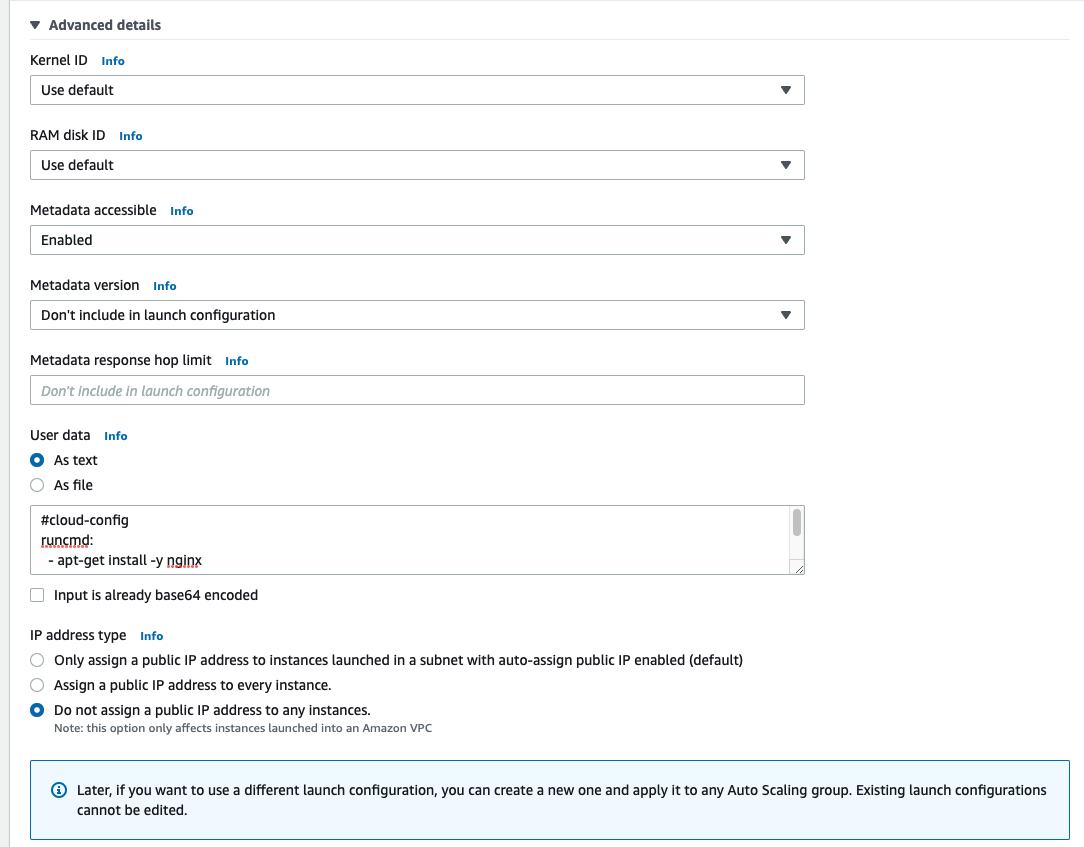 Advanced details
Kernel ID Info
Use default
RAM disk ID Info
Use default
Metadata accessible Info
Enabled
Metadata version Info
Don't include in launch configuration
Metadata response hop limit Info
Don't include in launch configuration
User data Info
As text
As file
#cloud-config
runcmd:
- apt-get install -y nginx
Input is already base64 encoded
IP address type Info
Only assign a public IP address to instances launched in a subnet with auto-assign public IP enabled (default)
Assign a public IP address to every instance.
Do not assign a public IP address to any instances.
Note: this option only affects instances launched into an Amazon VPC
Later, if you want to use a different launch configuration, you can create a new one and apply it to any Auto Scaling group. Existing launch configurations
cannot be edited.